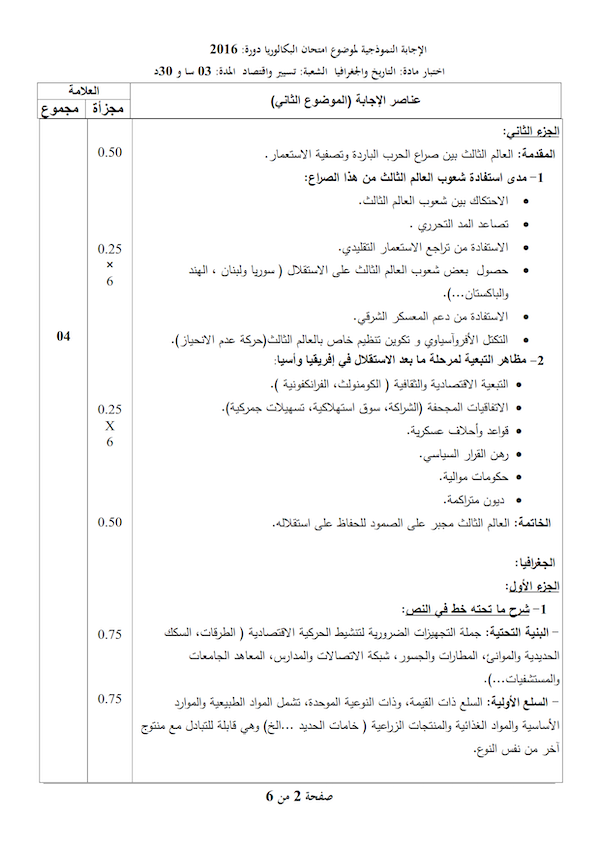 الإجابة النموذجية لموضوع امتحان البكالوريا دورة: 2016
اختبار مادة: التاريخ والجغرافيا الشعبة: تسيير واقتصاد المدة: 03 سا و 30د
العلامة
عناصر الإجابة (الموضوع الثاني)
مجزأة
مجموع
الجزء الثاني:
المقدمة: العالم الثالث بين صراع الحرب الباردة وتصفية الاستعمار.
0.50
1- مدى استفادة شعوب العالم الثالث من هذا الصراع:
• الاحتكاك بين شعوب العالم الثالث.
• تصاعد المد التحرري .
• الاستفادة من تراجع الاستعمار التقليدي.
0.25
×
6
• حصول بعض شعوب العالم الثالث على الاستقلال ( سوريا ولبنان ، الهند
والباكستان...).
• الاستفادة من دعم المعسكر الشرقي.
• التكتل الأفروآسياوي و تكوين تنظيم خاص بالعالم الثالث(حركة عدم الانحياز).
04
2- مظاهر التبعية لمرحلة ما بعد الاستقلال في إفريقيا وأسيا:
• التبعية الاقتصادية والثقافية ( الكومنولث، الفرانكفونية ).
• الاتفاقيات المجحفة (الشراكة، سوق استهلاكية، تسهيلات جمركية).
0.25
X
6
• قواعد وأحلاف عسكرية.
• رهن القرار السياسي.
• حكومات موالية.
• ديون متراكمة.
الخاتمة: العالم الثالث مجبر على الصمود للحفاظ على استقلاله.
0.50
الجغرافيا:
الجزء الأول:
1- شرح ما تحته خط في النص:
- البنية التحتية: جملة التجهيزات الضرورية لتنشيط الحركية الاقتصادية ( الطرقات، السكك
0.75
الحديدية والموانئ، المطارات والجسور، شبكة الاتصالات والمدارس، المعاهد الجامعات
والمستشفيات...).
- السلع الأولية: السلع ذات القيمة، وذات النوعية الموحدة، تشمل المواد الطبيعية والموارد
0.75
الأساسية والمواد الغذائية والمنتجات الزراعية ( خامات الحديد ...الخ) وهي قابلة للتبادل مع منتوج
آخر من نفس النوع.
صفحة 2 من 6